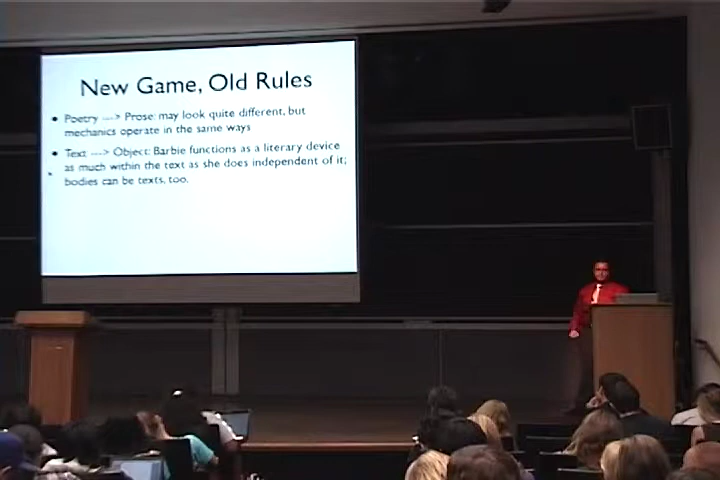 New Game, Old Rules
• Poetry ---> Prose: may look quite different, but
mechanics operate in the same ways
• Text ---> Object: Barbie functions as a literary device
as much within the text as she does independent of it;
bodies can be texts, too.